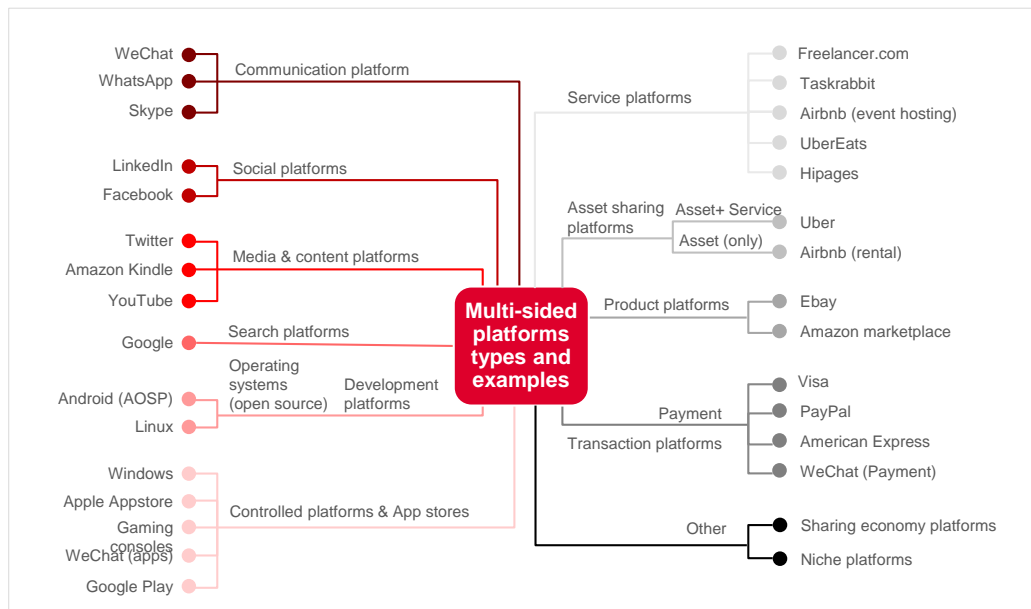 WeChat
WhatsApp
Skype
Communication platform
LinkedIn
Facebook
Social platforms
Twitter
Amazon Kindle
YouTube
Media & content platforms
Google
Search platforms
Android (AOSP)
Linux
Operating
systems
(open source)
Development
platforms
Windows
Apple Appstore
Gaming
consoles
WeChat (apps)
Google Play
Controlled platforms & App stores
Multi-sided
platforms
types and
examples
Service platforms
Freelancer.com
Taskrabbit
Airbnb (event hosting)
UberEats
Hipages
Asset sharing
platforms
Asset+ Service
Asset (only)
Uber
Airbnb (rental)
Product platforms
Ebay
Amazon marketplace
Payment
Transaction platforms
Visa
PayPal
American Express
WeChat (Payment)
Other
Sharing economy platforms
Niche platforms